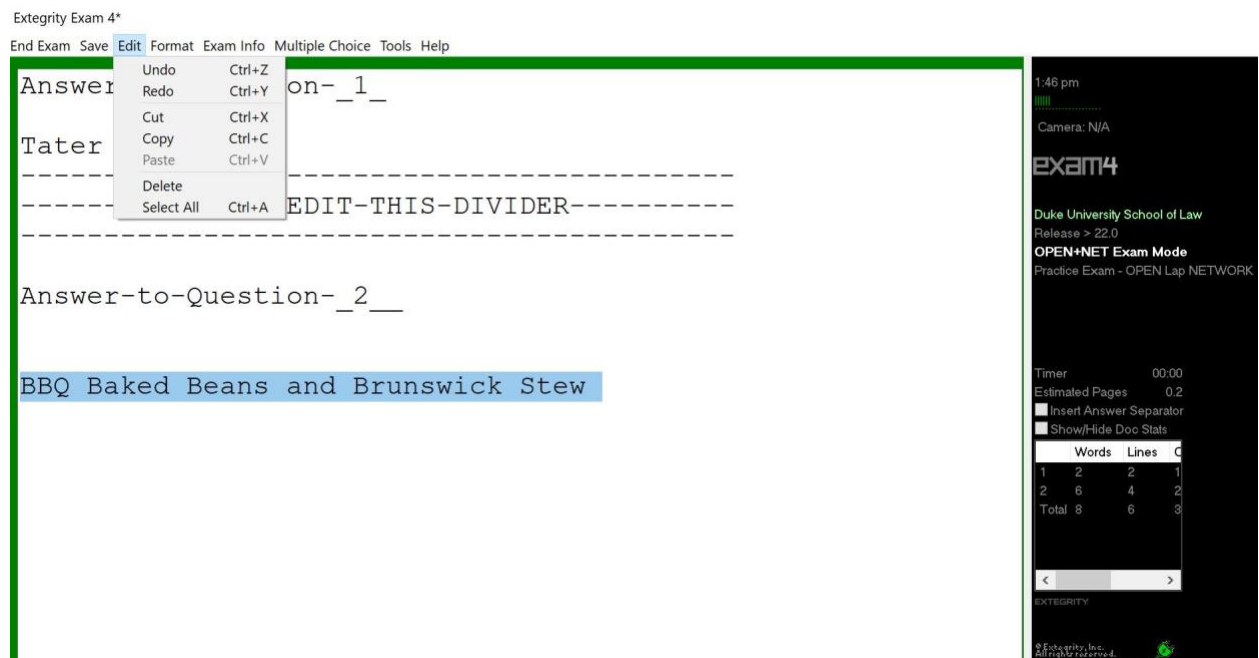 Extegrity Exam 4*
End Exam Save Edit Format Exam Info Multiple Choice Tools Help
Undo Ctrl+Z
Redo Ctrl+Y
Cut Ctrl+X
Copy Ctrl+C
Paste Ctrl+V
Delete
Select All Ctrl+A
Answer on-_1_
Tater
EDIT-THIS-DIVIDER----------
Answer-to-Question-_2__
BBQ Baked Beans and Brunswick Stew
1:46 pm
Camera: N/A
exam4
Duke University School of Law
Release > 22.0
OPEN+NET Exam Mode
Practice Exam - OPEN Lap NETWORK
Timer 00:00
Estimated Pages 0.2
Insert Answer Separator
Show/Hide Doc Stats
Words Lines C
1 2 2 1
2 6 4 2
Total 8 6 3
EXTEGRITY
© Extegrity, Inc.
All rights reserved.